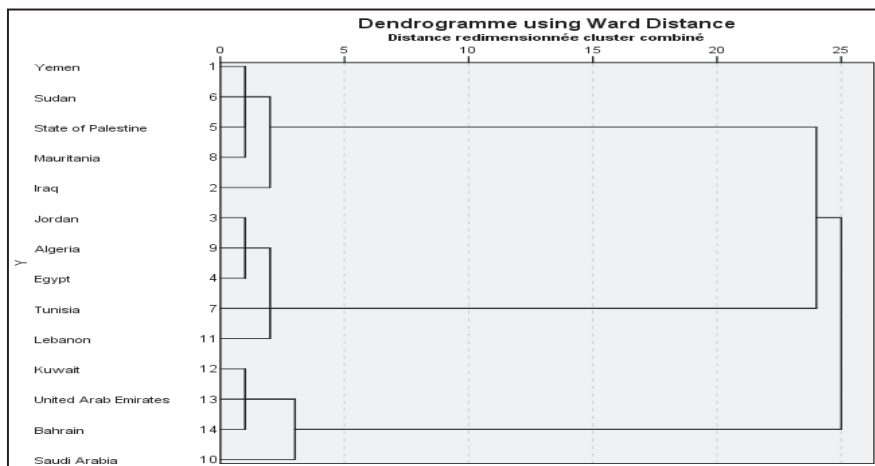 Dendrogramme using Ward Distance
Distance redimensionnée cluster combiné
0 5 10 15 20 25
Yemen 1
Sudan 6
State of Palestine 5
Mauritania 8
Iraq 2
Jordan 3
Algeria 9
Y
Egypt 4
Tunisia 7
Lebanon 11
Kuwait 12
United Arab Emirates 13
Bahrain 14
Saudi Arabia 10